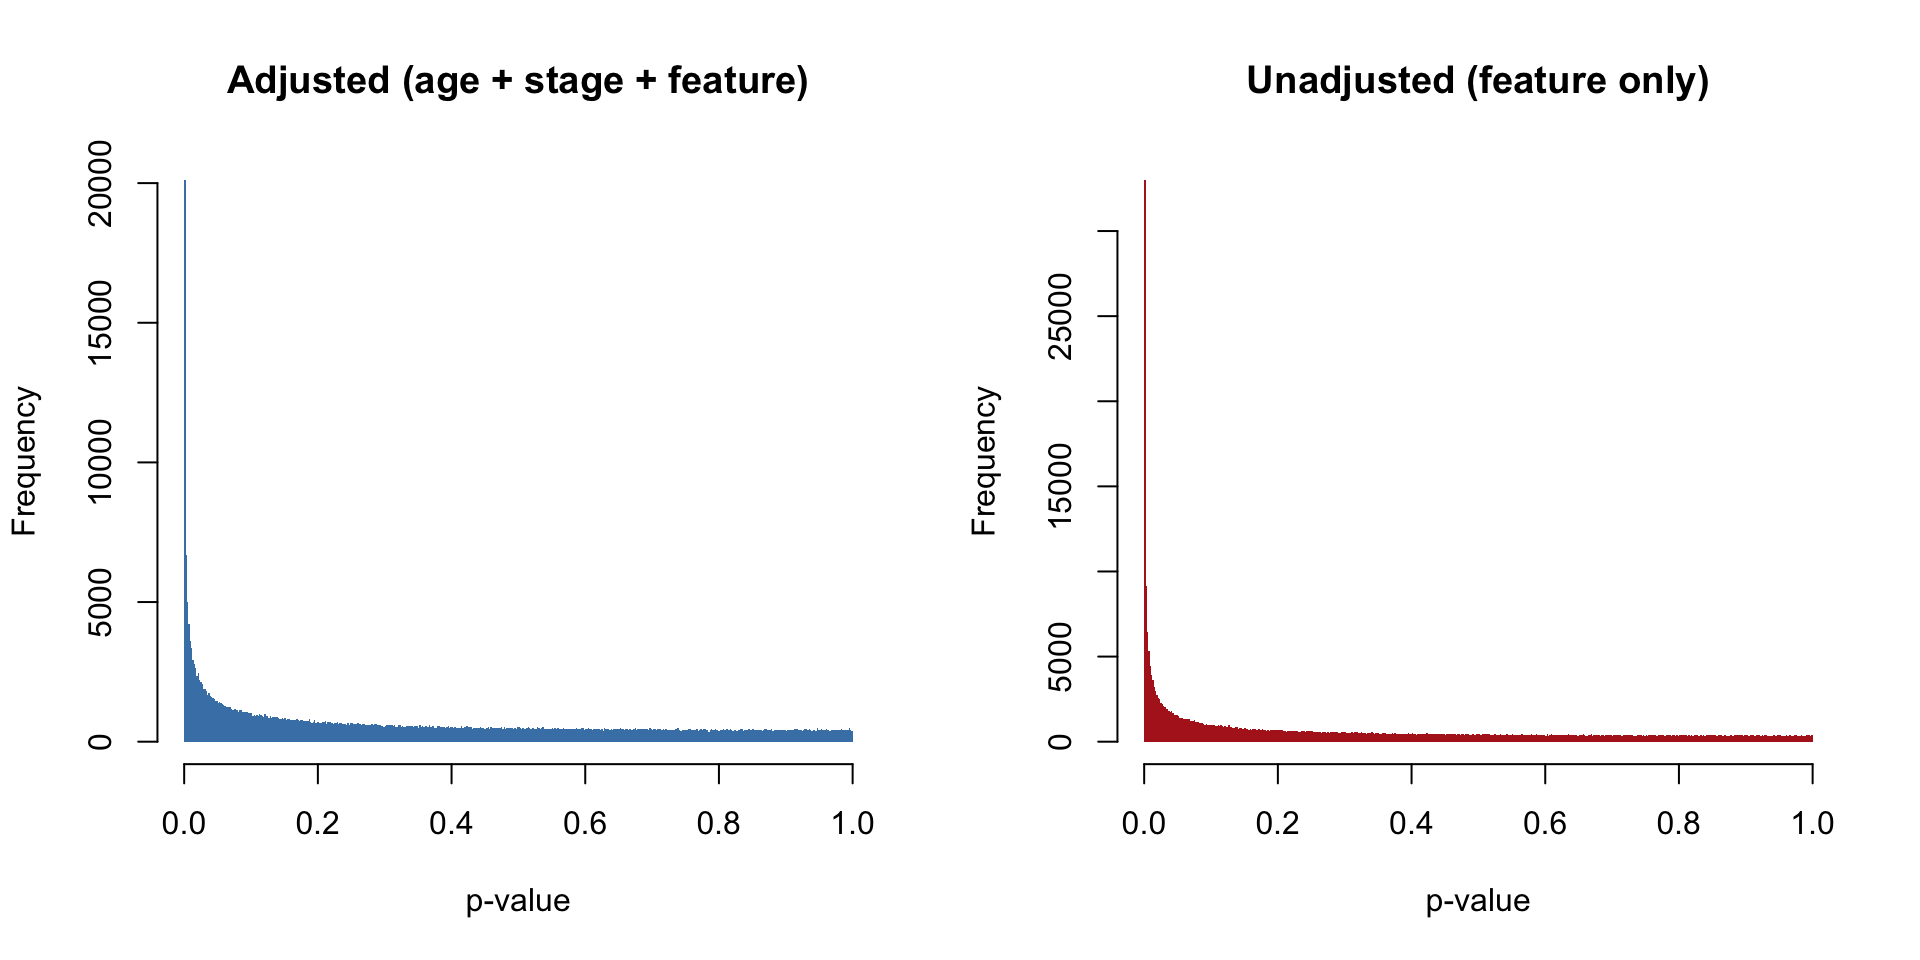 Adjusted (age + stage + feature)
Frequency
20000
15000
10000
5000
0
0.0 0.2 0.4 0.6 0.8 1.0
p-value
Unadjusted (feature only)
Frequency
25000
15000
5000
0
0.0 0.2 0.4 0.6 0.8 1.0
p-value